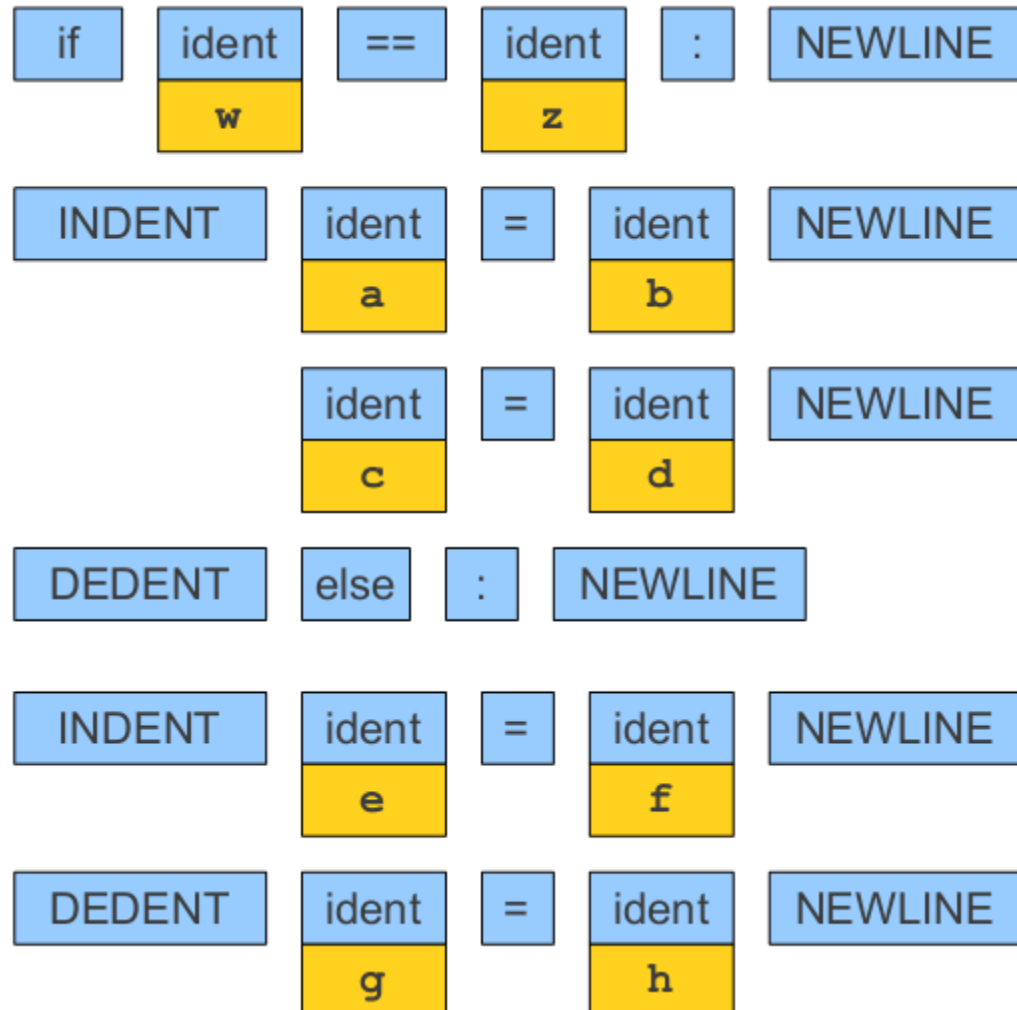 if ident == ident : NEWLINE
w z
INDENT ident = ident NEWLINE
a b
ident = ident NEWLINE
c d
DEDENT else : NEWLINE
INDENT ident = ident NEWLINE
e f
DEDENT ident = ident NEWLINE
g h